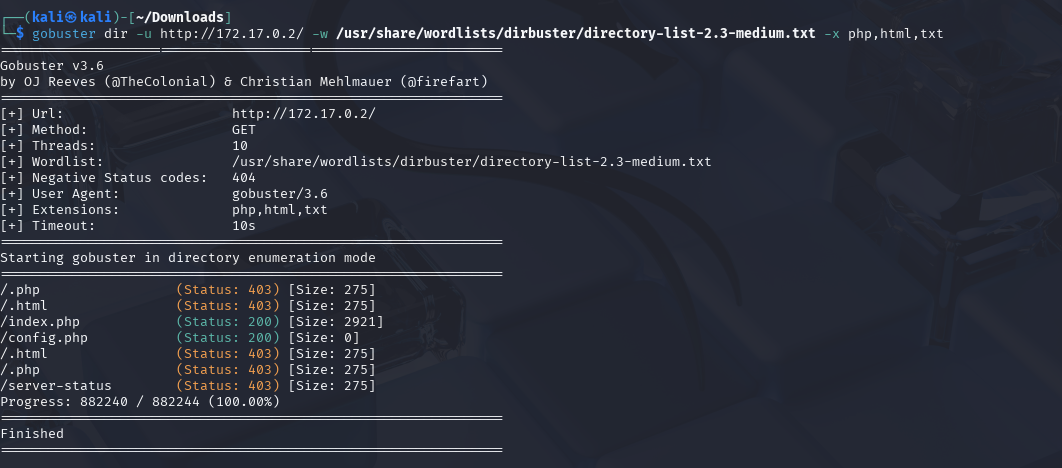 ┌──(kali㉿kali)-[~/Downloads]
└─$ gobuster dir -u http://172.17.0.2/ -w /usr/share/wordlists/dirbuster/directory-list-2.3-medium.txt -x php,html,txt
===============================================================
Gobuster v3.6
by OJ Reeves (@TheColonial) & Christian Mehlmauer (@firefart)
===============================================================
[+] Url:                     http://172.17.0.2/
[+] Method:                  GET
[+] Threads:                 10
[+] Wordlist:                /usr/share/wordlists/dirbuster/directory-list-2.3-medium.txt
[+] Negative Status codes:   404
[+] User Agent:              gobuster/3.6
[+] Extensions:              php,html,txt
[+] Timeout:                 10s
===============================================================
Starting gobuster in directory enumeration mode
===============================================================
/.php                 (Status: 403) [Size: 275]
/.html                (Status: 403) [Size: 275]
/index.php            (Status: 200) [Size: 2921]
/config.php           (Status: 200) [Size: 0]
/.html                (Status: 403) [Size: 275]
/.php                 (Status: 403) [Size: 275]
/server-status        (Status: 403) [Size: 275]
Progress: 882240 / 882244 (100.00%)
===============================================================
Finished
===============================================================